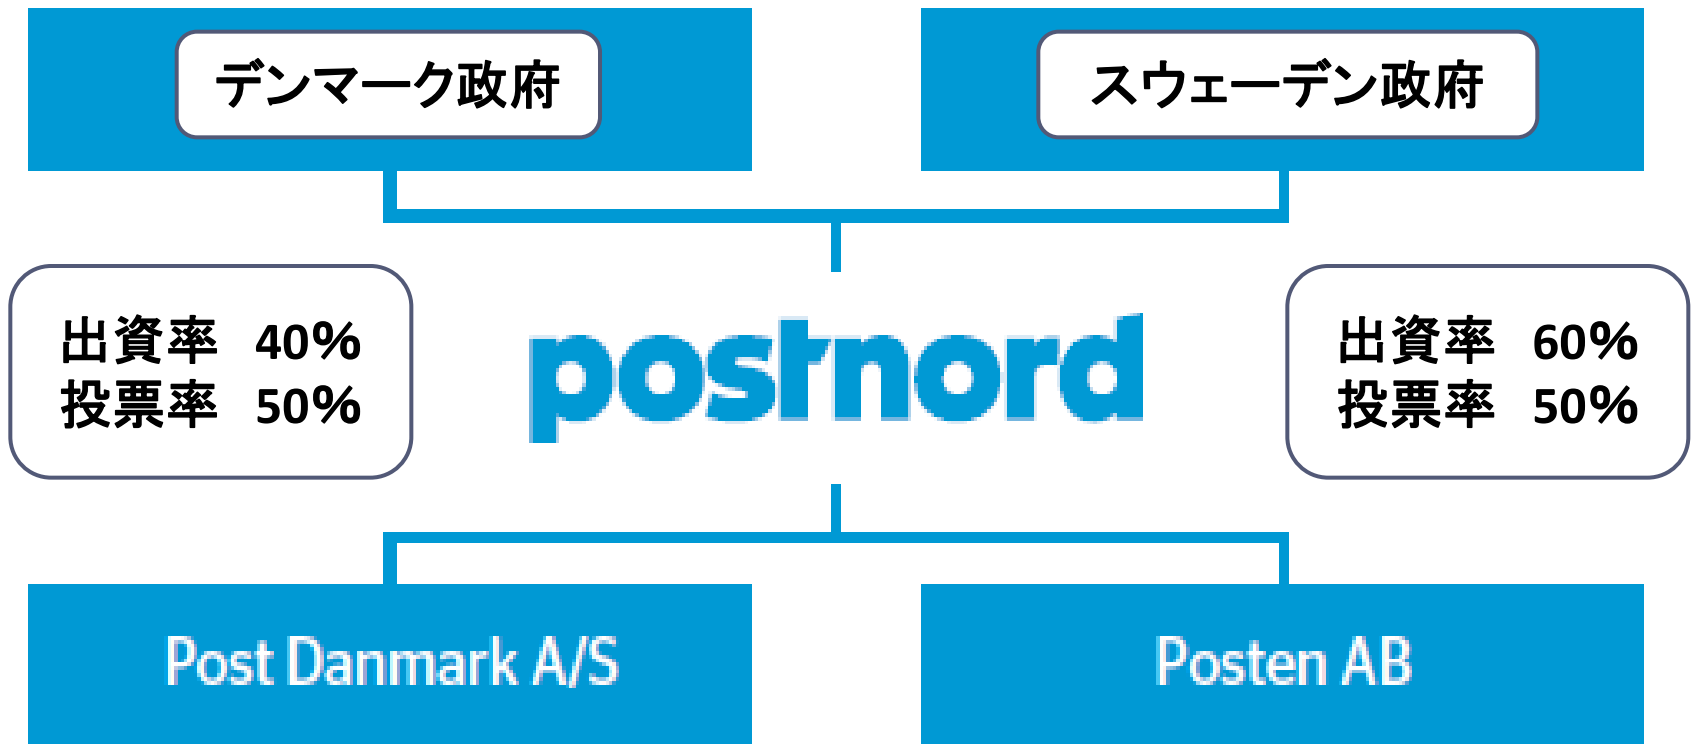 デンマーク政府
スウェーデン政府
出資率 40%
投票率 50%
postnord
出資率 60%
投票率 50%
Post Danmark A/S
Posten AB